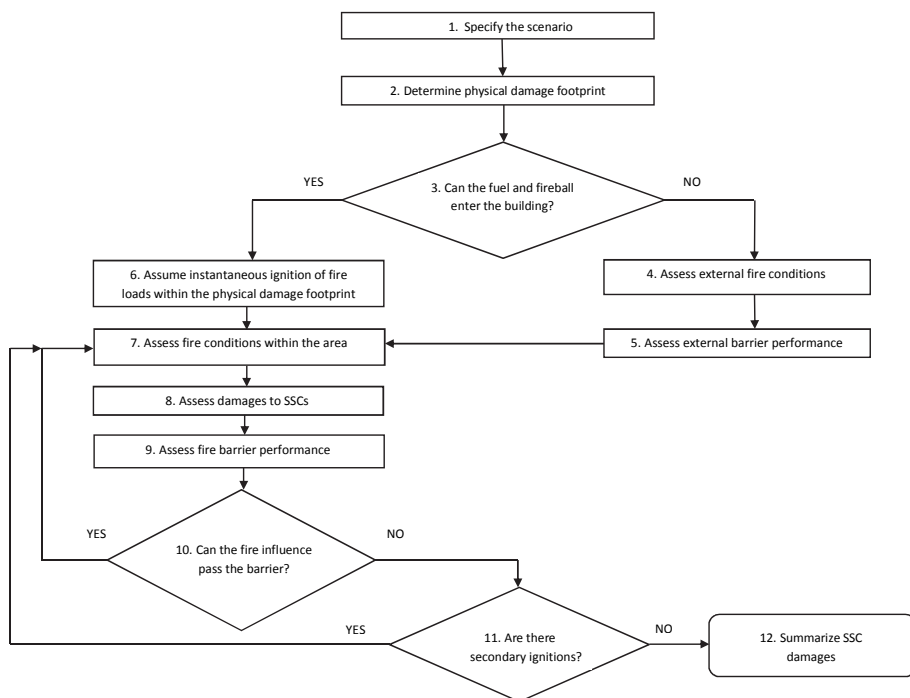 1. Specify the scenario
2. Determine physical damage footprint
YES
NO
3. Can the fuel and fireball
enter the building?
6. Assume instantaneous ignition of fire
loads within the physical damage footprint
4. Assess external fire conditions
7. Assess fire conditions within the area
5. Assess external barrier performance
8. Assess damages to SSCs
9. Assess fire barrier performance
YES
NO
10. Can the fire influence
pass the barrier?
YES
NO
11. Are there
secondary ignitions?
12. Summarize SSC
damages